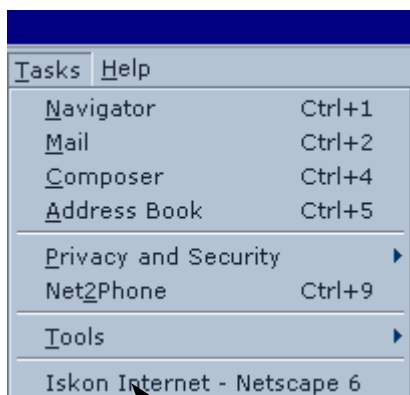 Tasks Help
Navigator Ctrl+1
Mail Ctrl+2
Composer Ctrl+4
Address Book Ctrl+5
Privacy and Security
Net2Phone Ctrl+9
Tools
Iskon Internet - Netscape 6